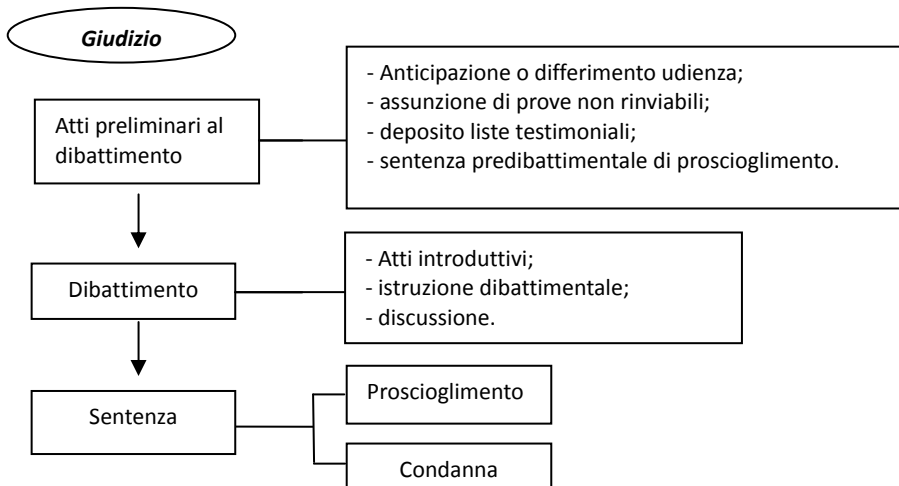 Giudizio
Atti preliminari al
dibattimento
- Anticipazione o differimento udienza;
- assunzione di prove non rinviabili;
- deposito liste testimoniali;
- sentenza predibattimentale di proscioglimento.
Dibattimento
- Atti introduttivi;
- istruzione dibattimentale;
- discussione.
Sentenza
Proscioglimento
Condanna